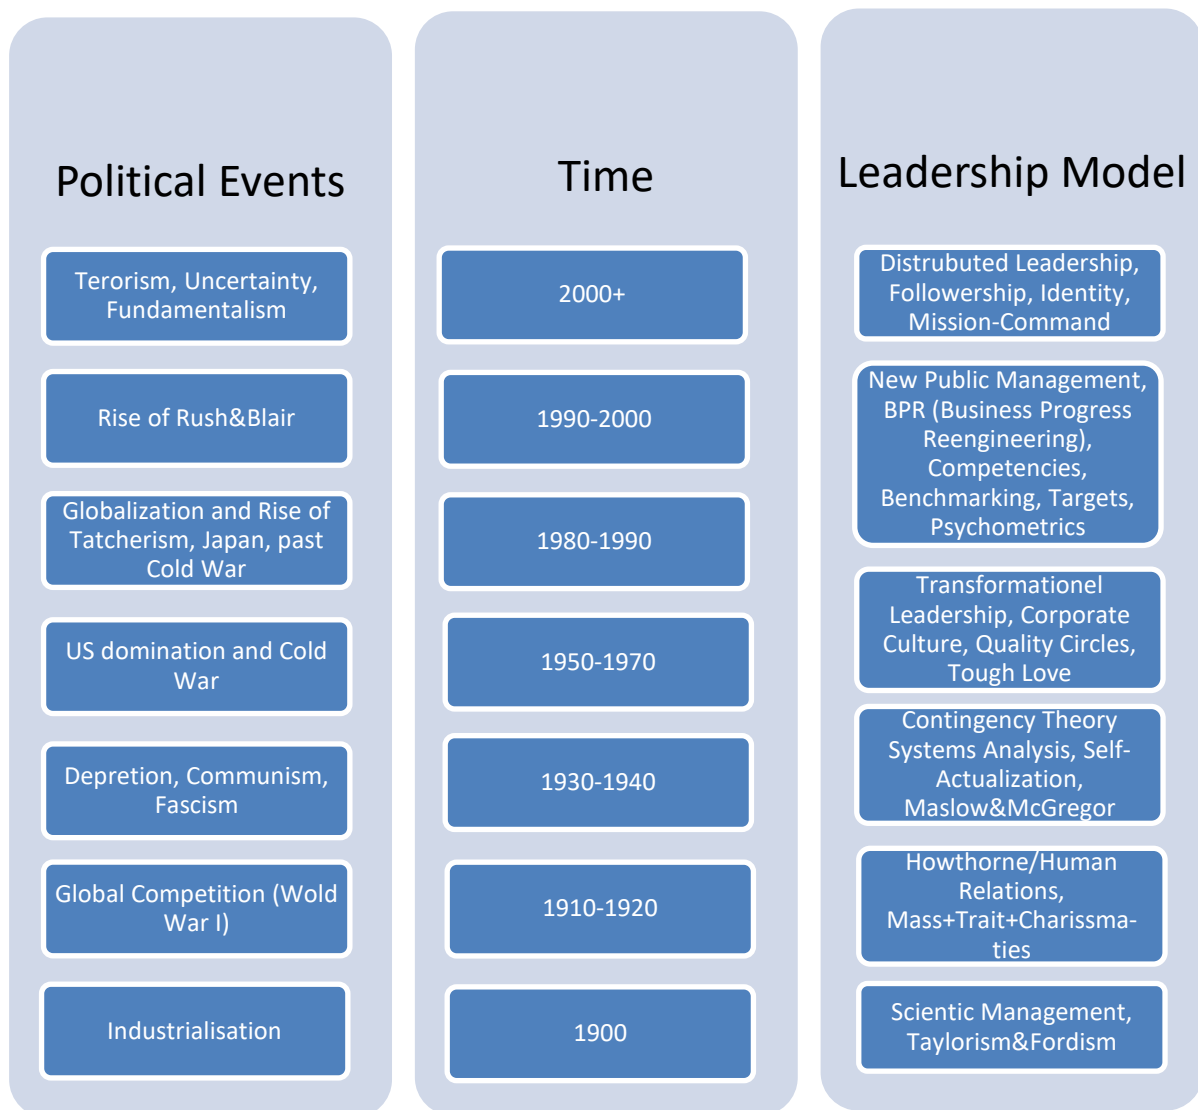 Political Events
Terorism, Uncertainty,
Fundamentalism
Rise of Rush&Blair
Globalization and Rise of
Tatcherism, Japan, past
Cold War
US domination and Cold
War
Depretion, Communism,
Fascism
Global Competition (Wold
War I)
Industrialisation
Time
2000+
1990-2000
1980-1990
1950-1970
1930-1940
1910-1920
1900
Leadership Model
Distrubuted Leadership,
Followership, Identity,
Mission-Command
New Public Management,
BPR (Business Progress
Reengineering),
Competencies,
Benchmarking, Targets,
Psychometrics
Transformationel
Leadership, Corporate
Culture, Quality Circles,
Tough Love
Contingency Theory
Systems Analysis, Self-
Actualization,
Maslow&McGregor
Howthorne/Human
Relations,
Mass+Trait+Charissma-
ties
Scientic Management,
Taylorism&Fordism